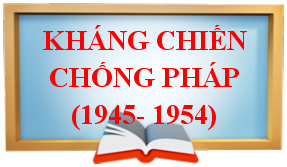 KHÁNG CHIẾN
CHỐNG PHÁP
(1945- 1954)